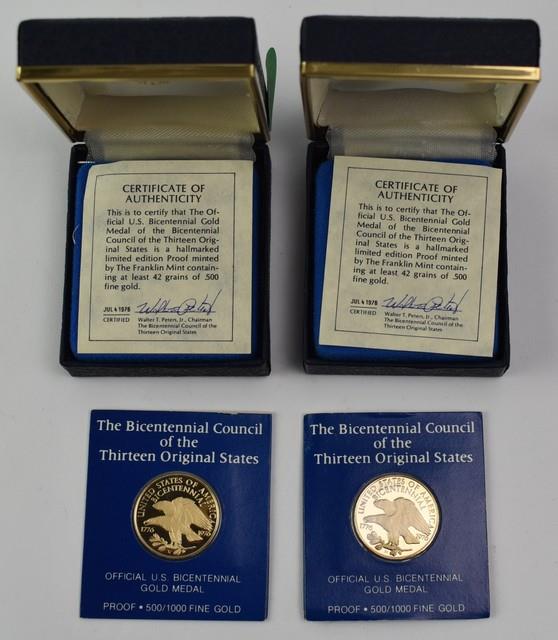 CERTIFICATE OF
AUTHENTICITY
This is to certify that The Of-
ficial U.S. Bicentennial Gold
Medal of the Bicentennial
Council of the Thirteen Orig-
inal States is a hallmarked
limited edition Proof minted
by The Franklin Mint contain-
ing at least 42 grains of .500
fine gold.
JUL 4 1976
CERTIFIED
Walter T. Peters, Jr., Chairman
The Bicentennial Council of the
Thirteen Original States
CERTIFICATE OF
AUTHENTICITY
This is to certify that The Of-
ficial U.S. Bicentennial Gold
Medal of the Bicentennial
Council of the Thirteen Orig-
inal States is a hallmarked
limited edition Proof minted
by The Franklin Mint contain-
ing at least 42 grains of .500
fine gold.
JUL 4 1976
CERTIFIED
Walter T. Peters, Jr., Chairman
The Bicentennial Council of the
Thirteen Original States
The Bicentennial Council
of the
Thirteen Original States
UNITED STATES OF AMERICA
BICENTENNIAL
1776 1976
OFFICIAL U.S. BICENTENNIAL
GOLD MEDAL
PROOF • 500/1000 FINE GOLD
The Bicentennial Council
of the
Thirteen Original States
UNITED STATES OF AMERICA
BICENTENNIAL
1776
OFFICIAL U.S. BICENTENNIAL
GOLD MEDAL
PROOF • 500/1000 FINE GOLD